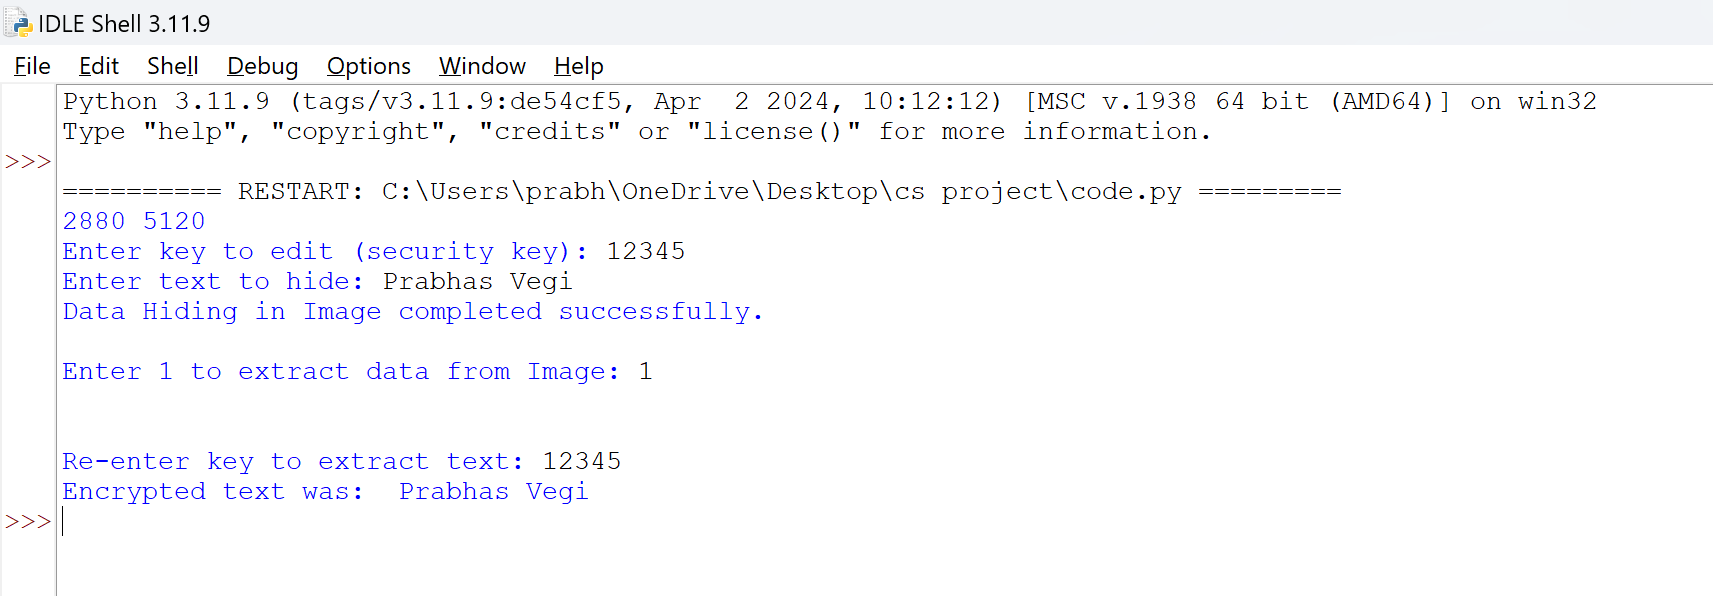 IDLE Shell 3.11.9
File Edit Shell Debug Options Window Help
Python 3.11.9 (tags/v3.11.9:de54cf5, Apr  2 2024, 10:12:12) [MSC v.1938 64 bit (AMD64)] on win32
Type "help", "copyright", "credits" or "license()" for more information.
>>>
========== RESTART: C:\Users\prabh\OneDrive\Desktop\cs project\code.py =========
2880 5120
Enter key to edit (security key): 12345
Enter text to hide: Prabhas Vegi
Data Hiding in Image completed successfully.
Enter 1 to extract data from Image: 1
Re-enter key to extract text: 12345
Encrypted text was:  Prabhas Vegi
>>>